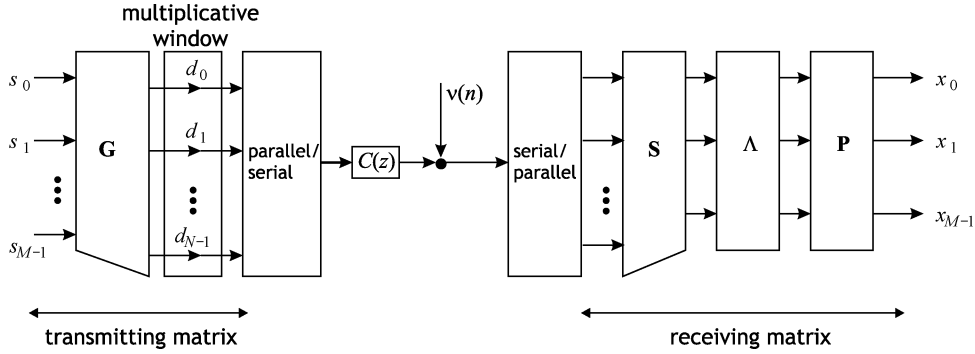 multiplicative
window
s0
s1
sM−1
G
d0
d1
dN−1
parallel/
serial
C(z)
ν(n)
serial/
parallel
S
Λ
P
x0
x1
xM−1
transmitting matrix
receiving matrix